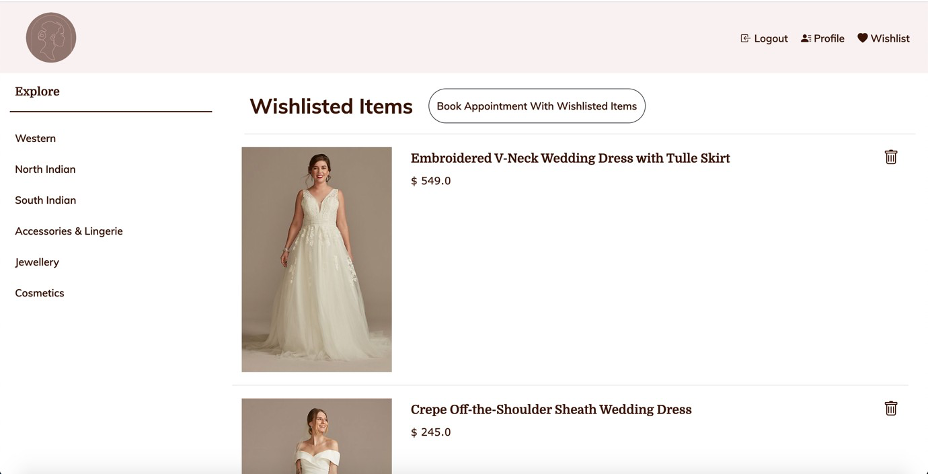 Logout Profile Wishlist
Explore
Western
North Indian
South Indian
Accessories & Lingerie
Jewellery
Cosmetics
Wishlisted Items
Book Appointment With Wishlisted Items
Embroidered V-Neck Wedding Dress with Tulle Skirt
$ 549.0
Crepe Off-the-Shoulder Sheath Wedding Dress
$ 245.0